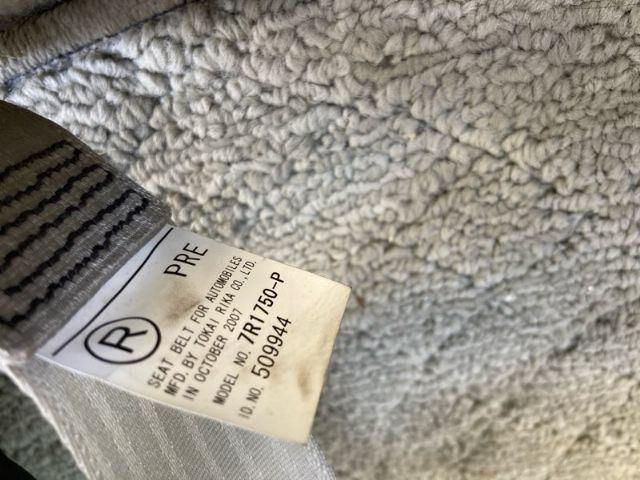 PRE
R
SEAT BELT FOR AUTOMOBILES
MFD. BY TOKAI RIKA CO., LTD.
IN OCTOBER 2007
MODEL NO. 7R1750-P
ID. NO. 509944